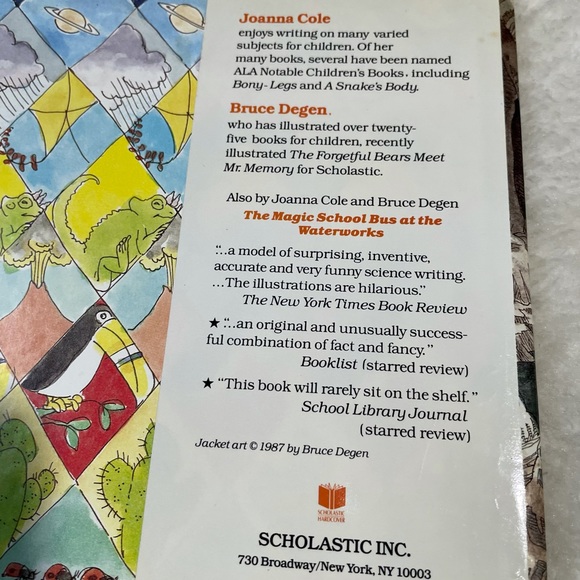 Joanna Cole
enjoys writing on many varied
subjects for children. Of her
many books, several have been named
ALA Notable Children's Books, including
Bony-Legs and A Snake's Body.
Bruce Degen,
who has illustrated over twenty-
five books for children, recently
illustrated The Forgetful Bears Meet
Mr. Memory for Scholastic.
Also by Joanna Cole and Bruce Degen
The Magic School Bus at the
Waterworks
"...a model of surprising, inventive,
accurate and very funny science writing.
...The illustrations are hilarious."
The New York Times Book Review
★ "...an original and unusually success-
ful combination of fact and fancy."
Booklist (starred review)
★ "This book will rarely sit on the shelf."
School Library Journal
(starred review)
Jacket art © 1987 by Bruce Degen
SCHOLASTIC
HARDCOVER
SCHOLASTIC INC.
730 Broadway/New York, NY 10003